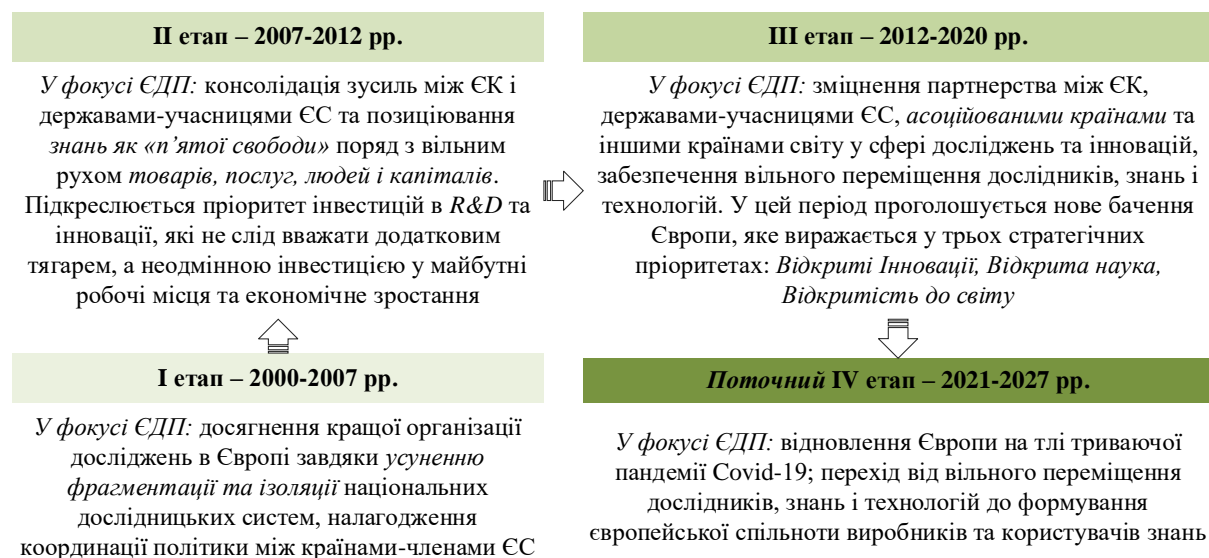 II етап – 2007-2012 рр.
У фокусі ЄДП: консолідація зусиль між ЄК і
державами-учасницями ЄС та позиціювання
знань як «п’ятої свободи» поряд з вільним
рухом товарів, послуг, людей і капіталів.
Підкреслюється пріоритет інвестицій в R&D та
інновації, які не слід вважати додатковим
тягарем, а неодмінною інвестицією у майбутні
робочі місця та економічне зростання
III етап – 2012-2020 рр.
У фокусі ЄДП: зміцнення партнерства між ЄК,
державами-учасницями ЄС, асоційованими країнами та
іншими країнами світу у сфері досліджень та інновацій,
забезпечення вільного переміщення дослідників, знань і
технологій. У цей період проголошується нове бачення
Європи, яке виражається у трьох стратегічних
пріоритетах: Відкриті Інновації, Відкрита наука,
Відкритість до світу
I етап – 2000-2007 рр.
У фокусі ЄДП: досягнення кращої організації
досліджень в Європі завдяки усуненню
фрагментації та ізоляції національних
дослідницьких систем, налагодження
координації політики між країнами-членами ЄС
Поточний IV етап – 2021-2027 рр.
У фокусі ЄДП: відновлення Європи на тлі триваючої
пандемії Covid-19; перехід від вільного переміщення
дослідників, знань і технологій до формування
європейської спільноти виробників та користувачів знань